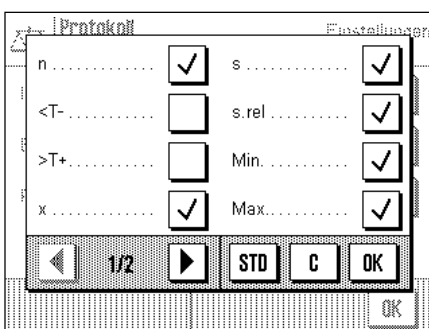 Protokoll Einstellungen
n ............ s ............
<T- ............ s.rel ............
>T+ ............ Min. ............
x ............ Max. ............
1/2 STD C OK
OK